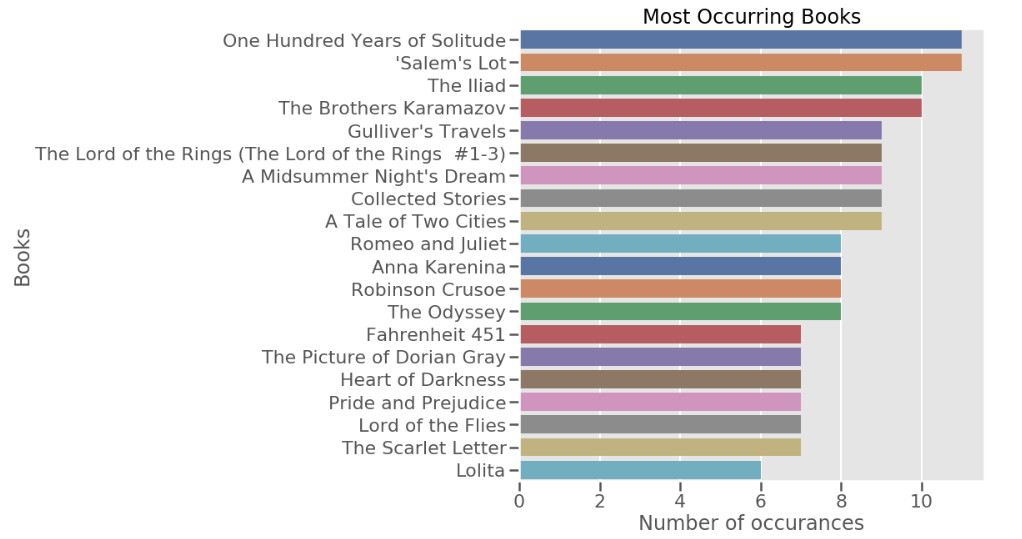 Most Occurring Books
One Hundred Years of Solitude
'Salem's Lot
The Iliad
The Brothers Karamazov
Gulliver's Travels
The Lord of the Rings (The Lord of the Rings  #1-3)
A Midsummer Night's Dream
Collected Stories
A Tale of Two Cities
Romeo and Juliet
Anna Karenina
Robinson Crusoe
The Odyssey
Fahrenheit 451
The Picture of Dorian Gray
Heart of Darkness
Pride and Prejudice
Lord of the Flies
The Scarlet Letter
Lolita
Books
0 2 4 6 8 10
Number of occurances